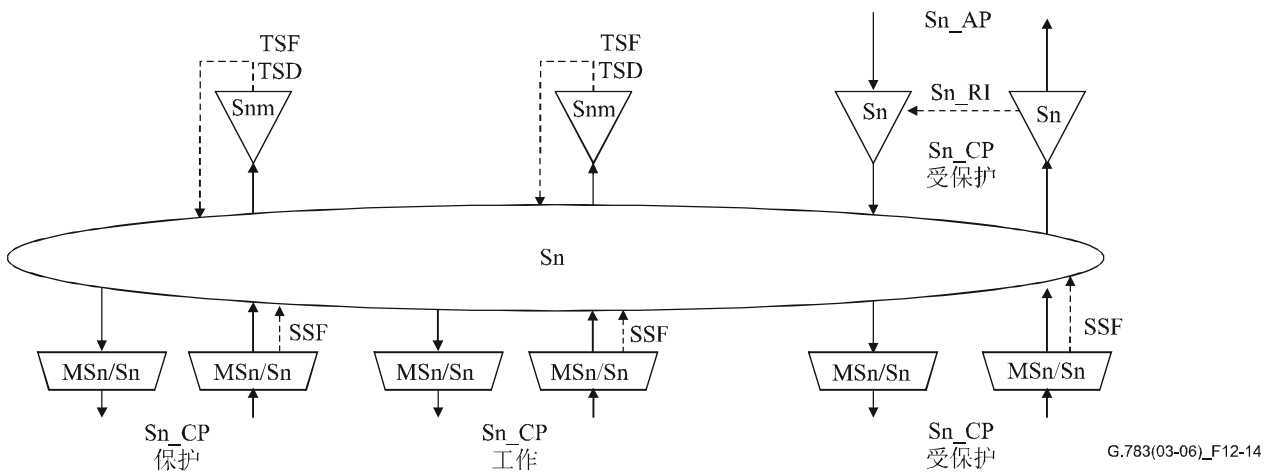 TSF
TSD
TSF
TSD
Sn_AP
Snm
Snm
Sn
Sn_RI
Sn
Sn_CP
受保护
Sn
SSF
SSF
SSF
MSn/Sn
MSn/Sn
MSn/Sn
MSn/Sn
MSn/Sn
MSn/Sn
Sn_CP
保护
Sn_CP
工作
Sn_CP
受保护
G.783(03-06)_F12-14